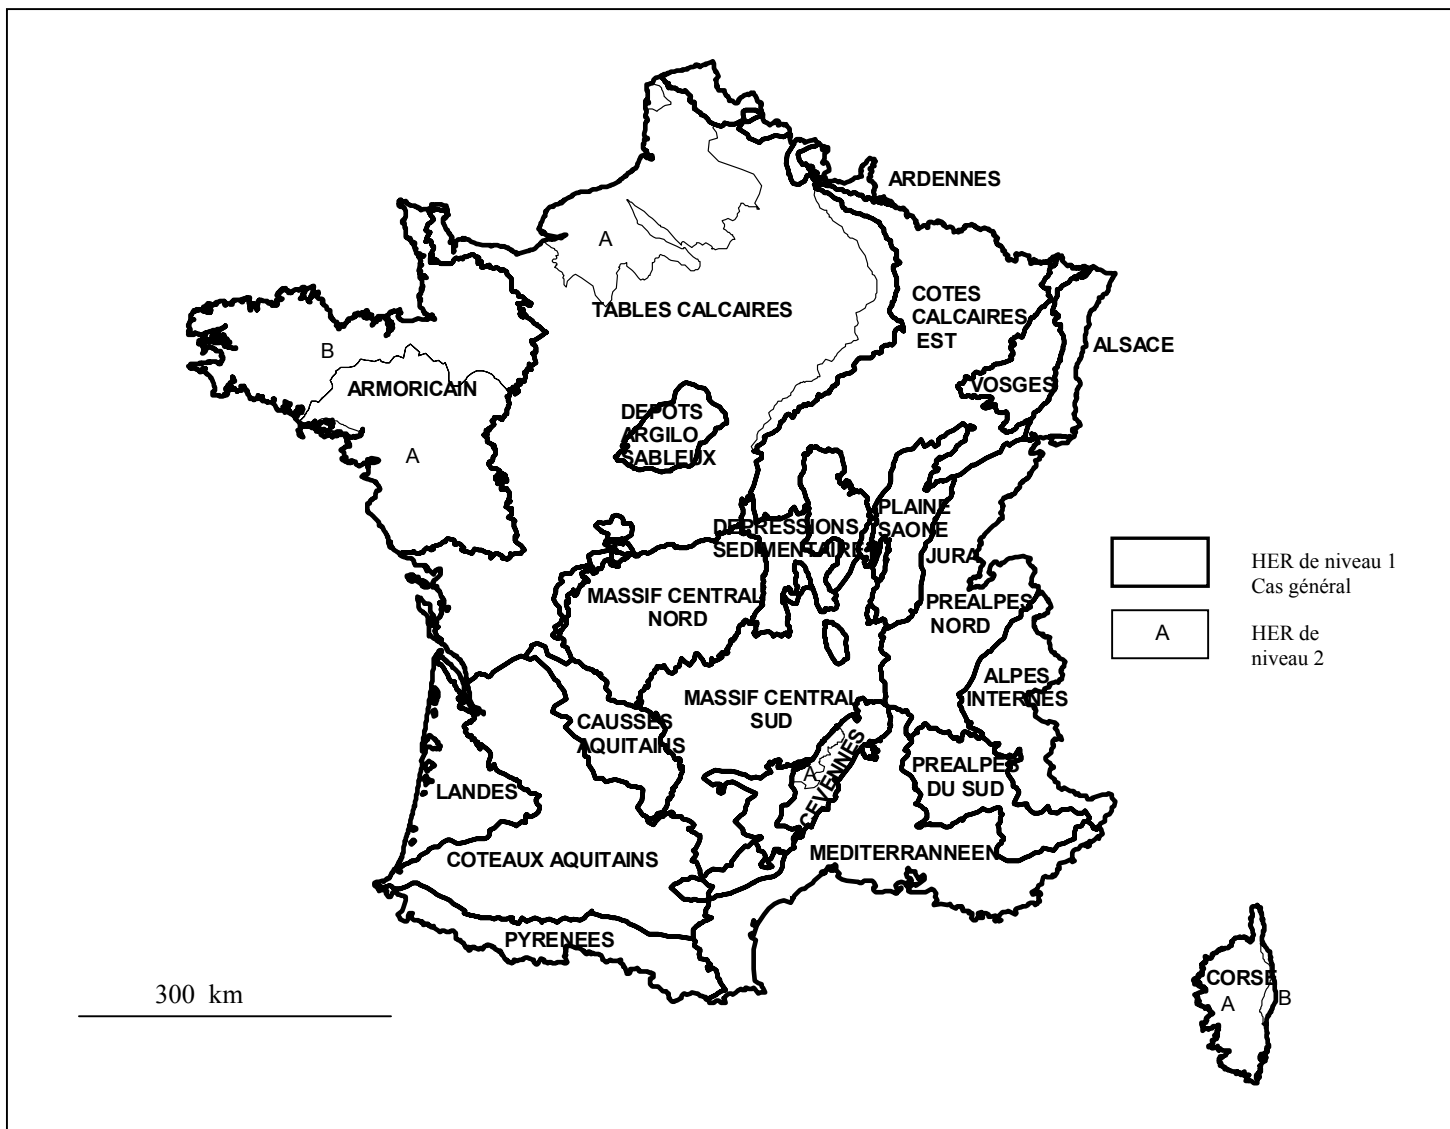 ARDENNES
A
TABLES CALCAIRES
COTES
CALCAIRES
EST
ALSACE
B
ARMORICAIN
VOSGES
DEPOTS
ARGILO
SABLEUX
A
PLAINE
SAONE
DEPRESSIONS
SEDIMENTAIRES
JURA
MASSIF CENTRAL
NORD
PREALPES
NORD
ALPES
INTERNES
MASSIF CENTRAL
SUD
CAUSSES
AQUITAINS
PREALPES
DU SUD
A
CEVENNES
LANDES
MEDITERRANNEEN
COTEAUX AQUITAINS
PYRENEES
CORSE
A
B
300 km
HER de niveau 1
Cas général
A
HER de
niveau 2